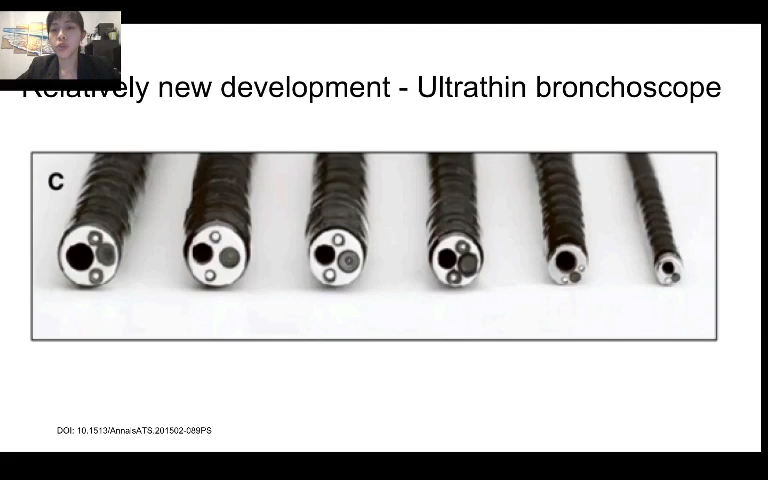 Relatively new development - Ultrathin bronchoscope
C
DOI: 10.1513/AnnalsATS.201502-089PS